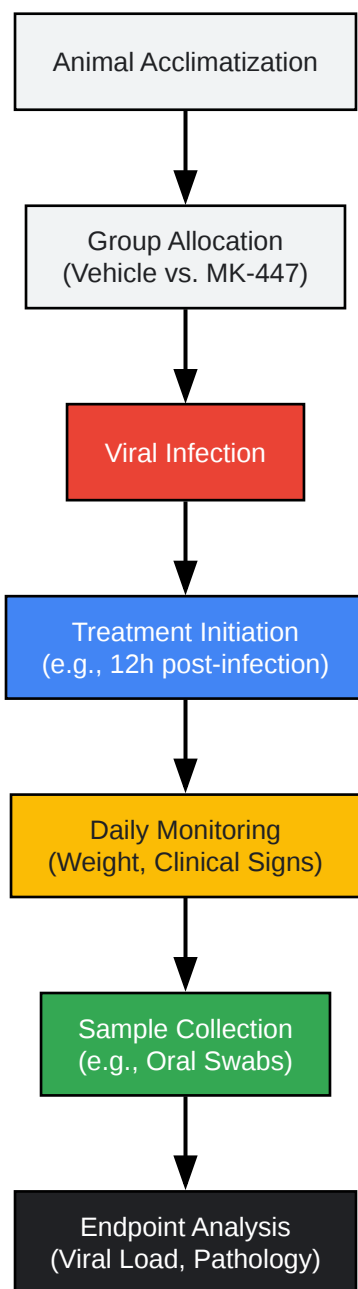 Animal Acclimatization
Group Allocation
(Vehicle vs. MK-447)
Viral Infection
Treatment Initiation
(e.g., 12h post-infection)
Daily Monitoring
(Weight, Clinical Signs)
Sample Collection
(e.g., Oral Swabs)
Endpoint Analysis
(Viral Load, Pathology)